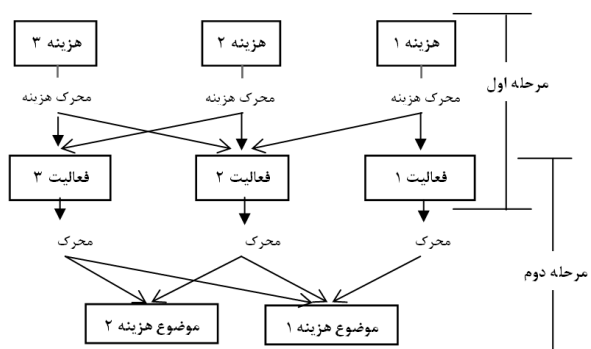 هزینه ۱ هزینه ۲ هزینه ۳
مرحله اول
محرک هزینه محرک هزینه محرک هزینه
فعالیت ۱ فعالیت ۲ فعالیت ۳
محرک محرک محرک
مرحله دوم
موضوع هزینه ۱ موضوع هزینه ۲